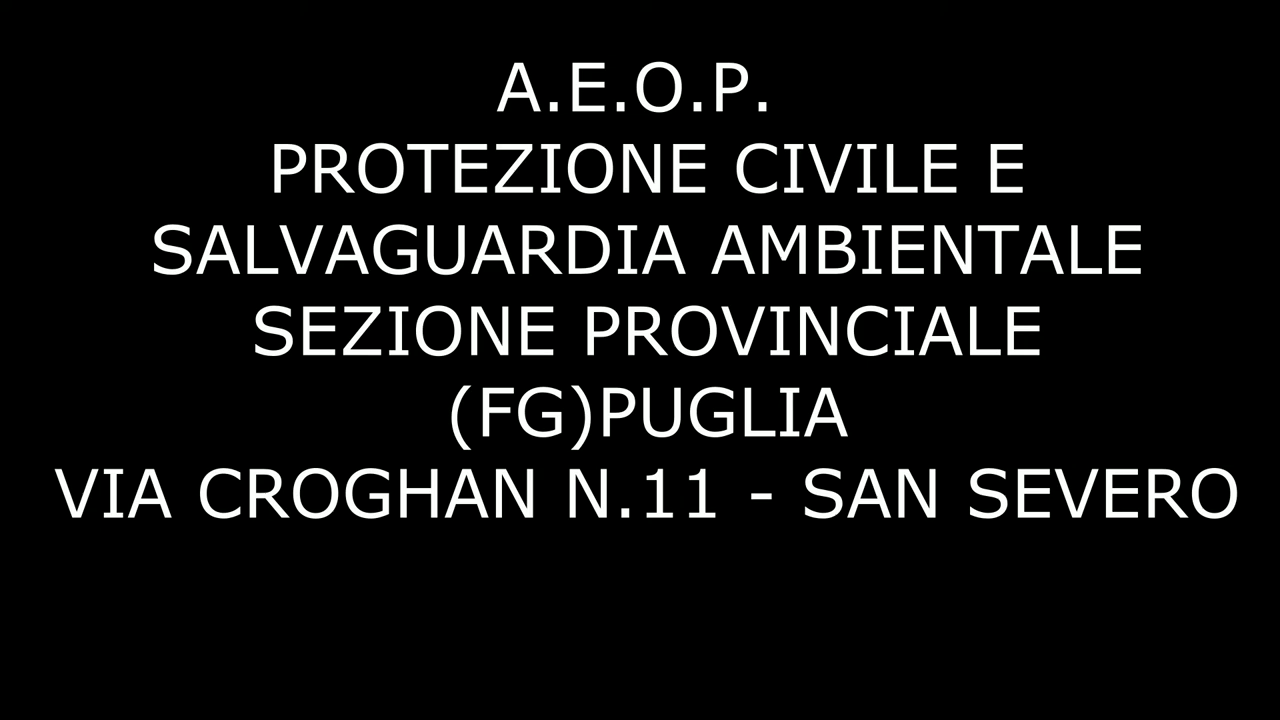 A.E.O.P.
PROTEZIONE CIVILE E
SALVAGUARDIA AMBIENTALE
SEZIONE PROVINCIALE
(FG)PUGLIA
VIA CROGHAN N.11 - SAN SEVERO